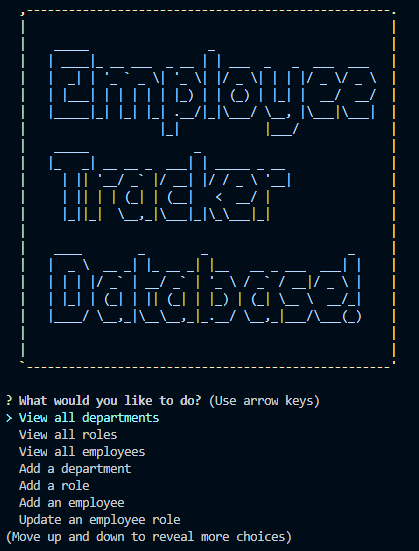 Employee
Tracker
Database!
? What would you like to do? (Use arrow keys)
> View all departments
View all roles
View all employees
Add a department
Add a role
Add an employee
Update an employee role
(Move up and down to reveal more choices)